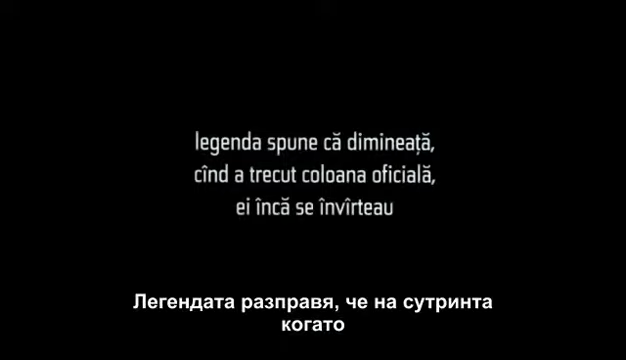 legenda spune că dimineață,
cînd a trecut coloana oficială,
ei încă se învîrteau
Легендата разправя, че на сутринта
когато